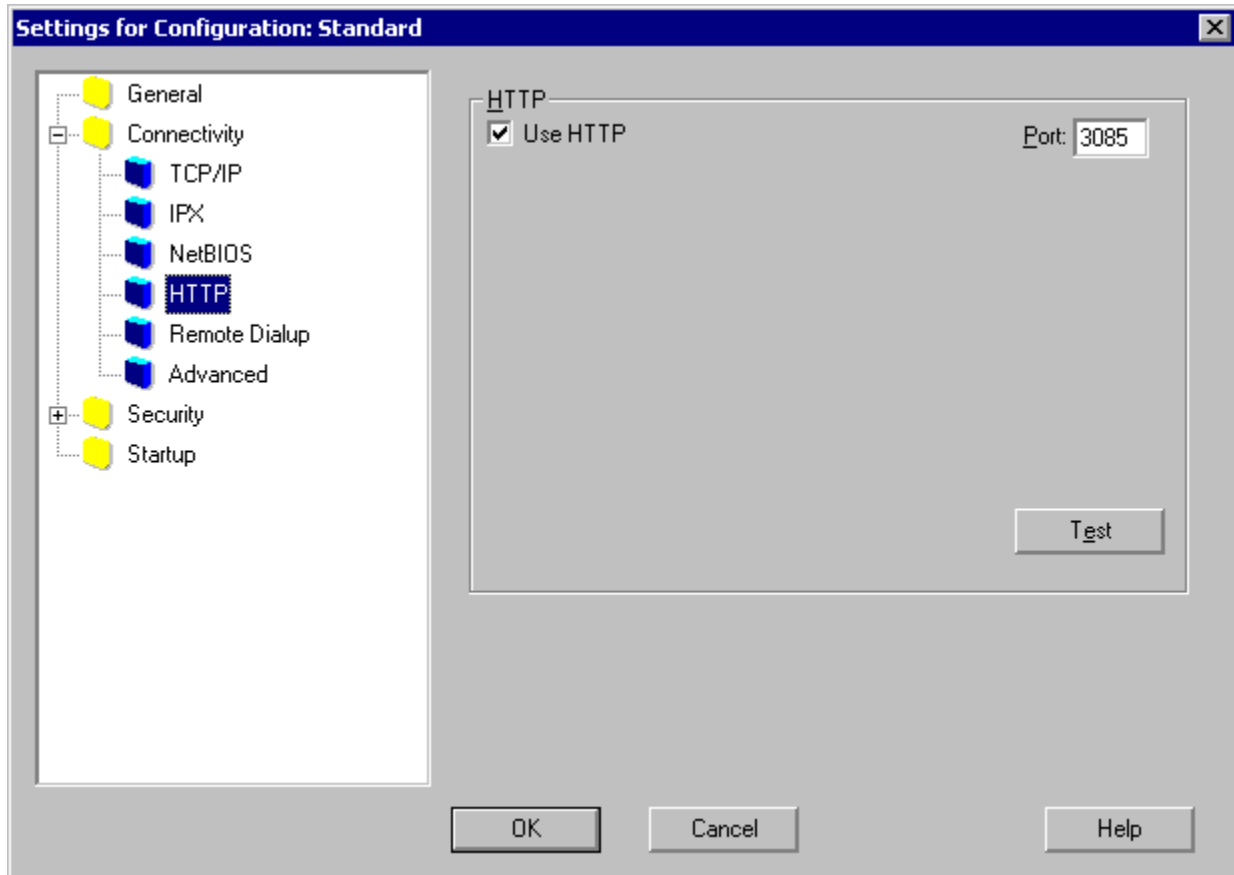 Settings for Configuration: Standard
General
Connectivity
TCP/IP
IPX
NetBIOS
HTTP
Remote Dialup
Advanced
Security
Startup
HTTP
Use HTTP
Port: 3085
Test
OK
Cancel
Help